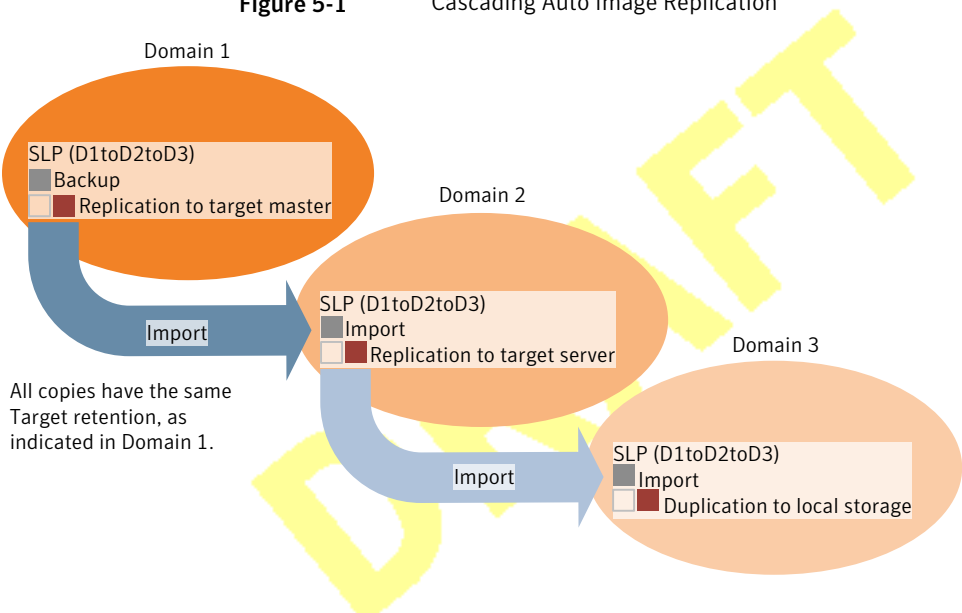 Figure 5-1 Cascading Auto Image Replication
Domain 1
SLP (D1toD2toD3)
Backup
Replication to target master
Domain 2
SLP (D1toD2toD3)
Import
Replication to target server
Import
Domain 3
All copies have the same
Target retention, as
indicated in Domain 1.
SLP (D1toD2toD3)
Import
Duplication to local storage
Import
DRAFT